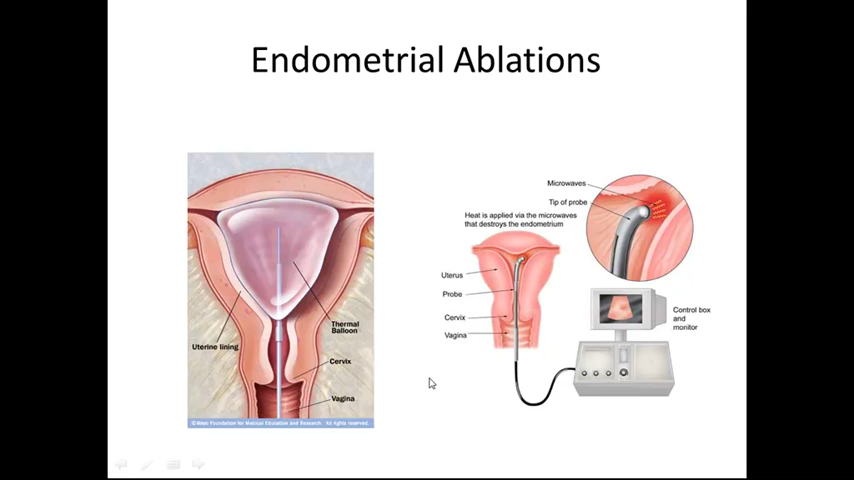 Endometrial Ablations
Thermal
Balloon
Uterine lining
Cervix
Vagina
Foundation for Medical Education and Research All rights reserved.
Microwaves
Tip of probe
Heat is applied via the microwaves
that destroys the endometrium
Uterus
Probe
Cervix
Vagina
Control box
and
monitor